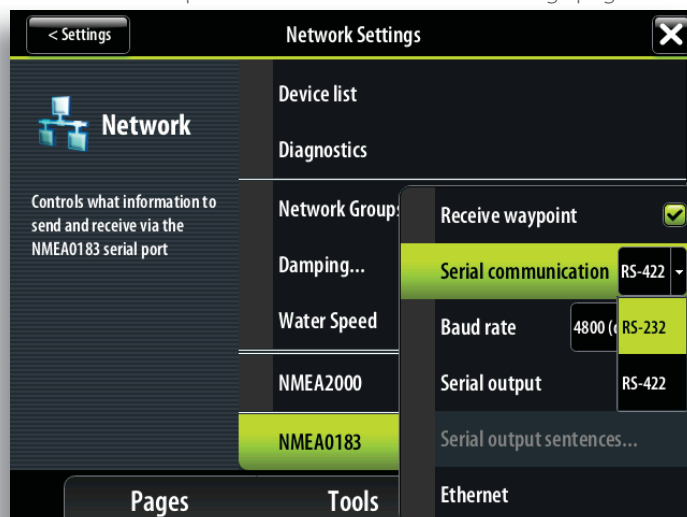 < Settings
Network Settings
Network
Controls what information to
send and receive via the
NMEA0183 serial port
Device list
Diagnostics
Network
Damping...
Water Speed
NMEA2000
NMEA0183
Receive waypoint
Serial communication RS-422
Baud rate 4800
RS-232
Serial output RS-422
Serial output sentences...
Ethernet
Pages
Tools